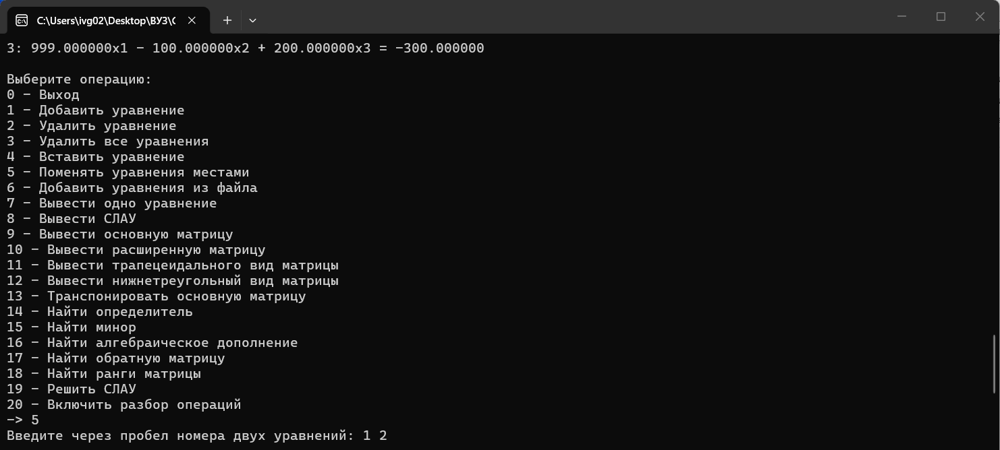 C:\Users\ivg02\Desktop\ВУЗ\С
3: 999.000000x1 - 100.000000x2 + 200.000000x3 = -300.000000
Выберите операцию:
0 - Выход
1 - Добавить уравнение
2 - Удалить уравнение
3 - Удалить все уравнения
4 - Вставить уравнение
5 - Поменять уравнения местами
6 - Добавить уравнения из файла
7 - Вывести одно уравнение
8 - Вывести СЛАУ
9 - Вывести основную матрицу
10 - Вывести расширенную матрицу
11 - Вывести трапецеидального вид матрицы
12 - Вывести нижнетреугольный вид матрицы
13 - Транспонировать основную матрицу
14 - Найти определитель
15 - Найти минор
16 - Найти алгебраическое дополнение
17 - Найти обратную матрицу
18 - Найти ранги матрицы
19 - Решить СЛАУ
20 - Включить разбор операций
-> 5
Введите через пробел номера двух уравнений: 1 2